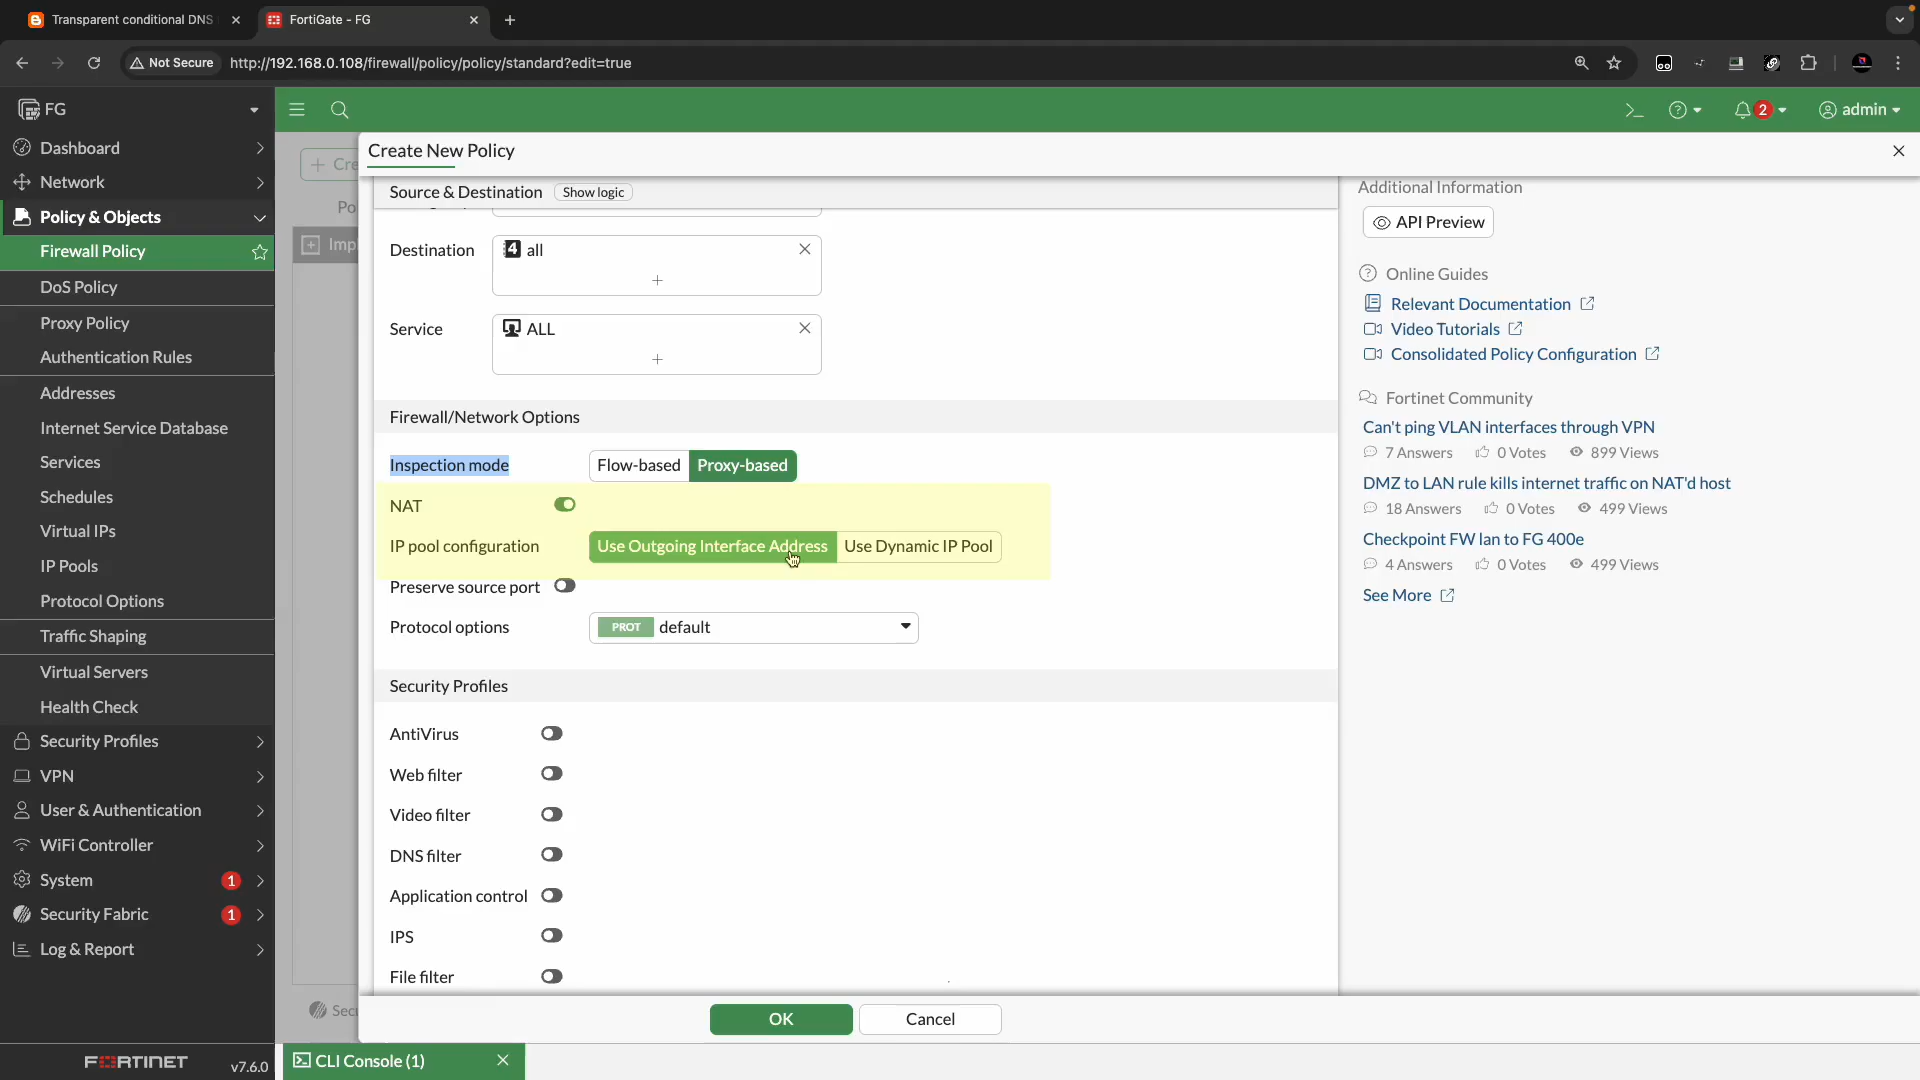 Transparent conditional DNS
FortiGate - FG
Not Secure
http://192.168.0.108/firewall/policy/policy/standard?edit=true
FG
2
admin
Dashboard
Network
Policy & Objects
Firewall Policy
DoS Policy
Proxy Policy
Authentication Rules
Addresses
Internet Service Database
Services
Schedules
Virtual IPs
IP Pools
Protocol Options
Traffic Shaping
Virtual Servers
Health Check
Security Profiles
VPN
User & Authentication
WiFi Controller
System 1
Security Fabric 1
Log & Report
FORTINET v7.6.0
Cre
Po
Imp
Sec
Create New Policy
Source & Destination Show logic
Destination
4 all
Service
ALL
Firewall/Network Options
Inspection mode Flow-based Proxy-based
NAT
IP pool configuration Use Outgoing Interface Address Use Dynamic IP Pool
Preserve source port
Protocol options PROT default
Security Profiles
AntiVirus
Web filter
Video filter
DNS filter
Application control
IPS
File filter
OK Cancel
Additional Information
API Preview
Online Guides
Relevant Documentation
Video Tutorials
Consolidated Policy Configuration
Fortinet Community
Can't ping VLAN interfaces through VPN
7 Answers 0 Votes 899 Views
DMZ to LAN rule kills internet traffic on NAT'd host
18 Answers 0 Votes 499 Views
Checkpoint FW lan to FG 400e
4 Answers 0 Votes 499 Views
See More
CLI Console (1)